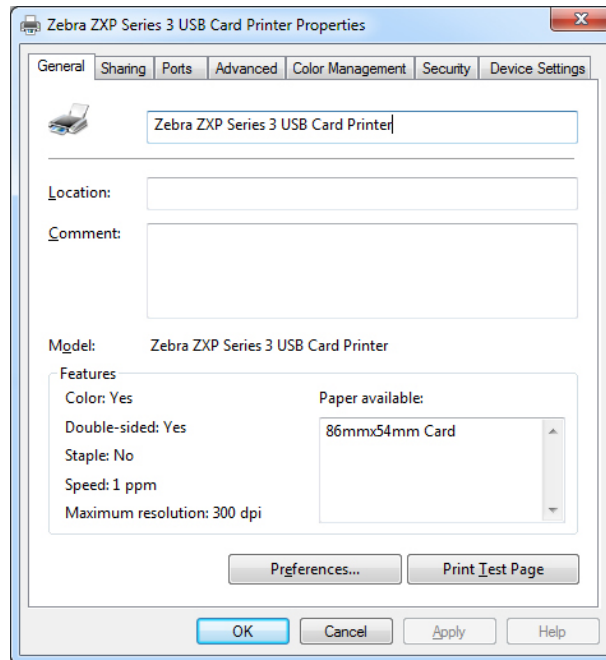 Zebra ZXP Series 3 USB Card Printer Properties
General Sharing Ports Advanced Color Management Security Device Settings
Zebra ZXP Series 3 USB Card Printer
Location:
Comment:
Model: Zebra ZXP Series 3 USB Card Printer
Features
Color: Yes Paper available:
Double-sided: Yes 86mmx54mm Card
Staple: No
Speed: 1 ppm
Maximum resolution: 300 dpi
Preferences... Print Test Page
OK Cancel Apply Help